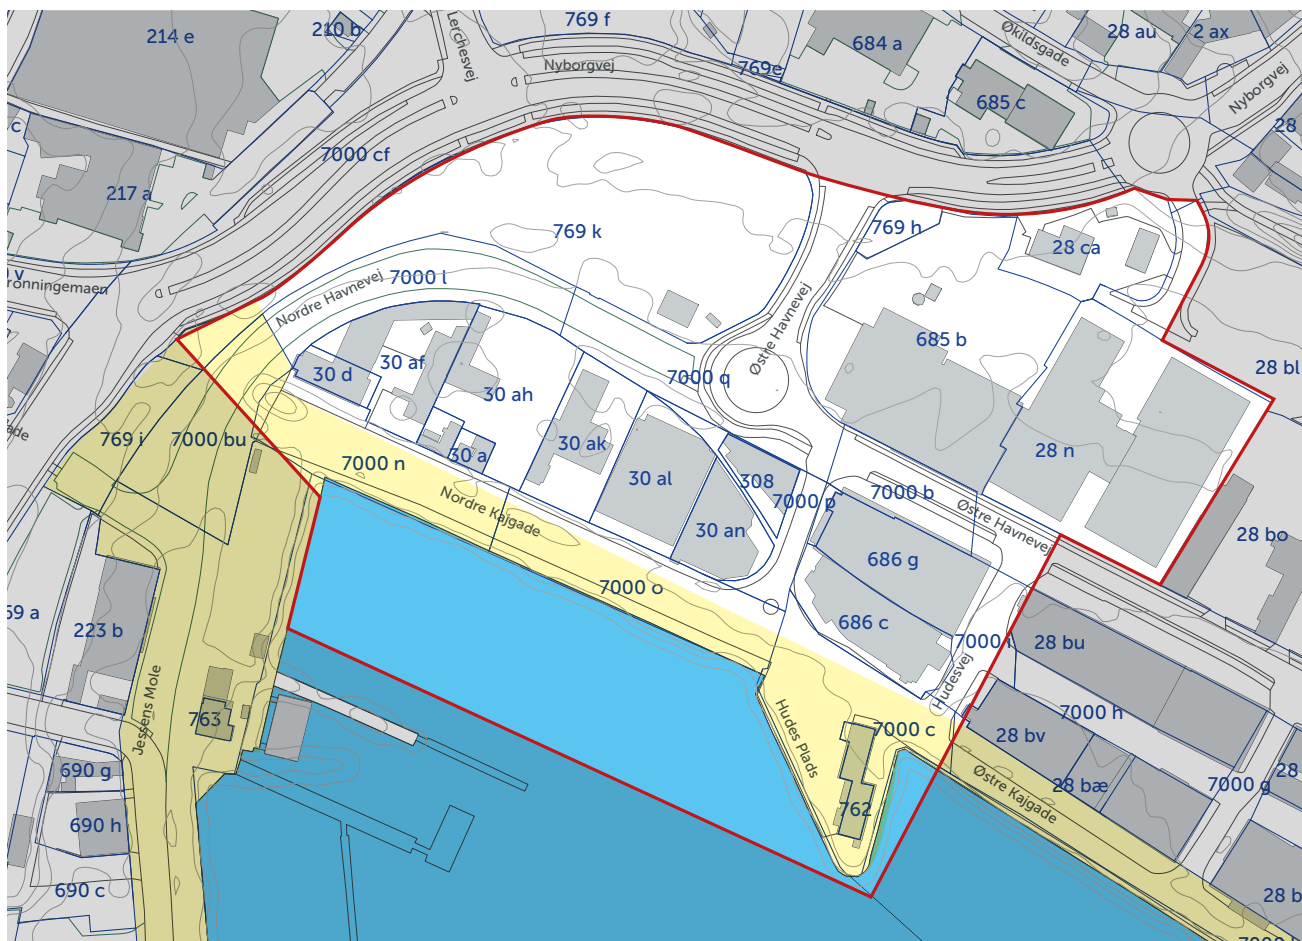 769 f
214 e
210 b
Lerchesvej
684 a
Økildsgade
28 au
2 ax
Nyborgvej
769e
Nyborgvej
685 c
c
28
7000 cf
217 a
769 h
769 k
28 ca
v
7000 l
Nordre Havnevej
Østre Havnevej
685 b
30 af
30 d
7000 q
28 bl
30 ah
769 i
7000 bu
30 a
30 ak
28 n
7000 n
30 al
308
7000 p
7000 b
Nordre Kajgade
Østre Havnevej
30 an
28 bo
686 g
7000 o
69 a
223 b
686 c
7000 i
28 bu
Hudesvej
Jessens Mole
763
Hudes Plads
7000 c
7000 h
28 bv
690 g
Østre Kajgade
28 bæ
7000 g
28
762
690 h
690 c
28 b